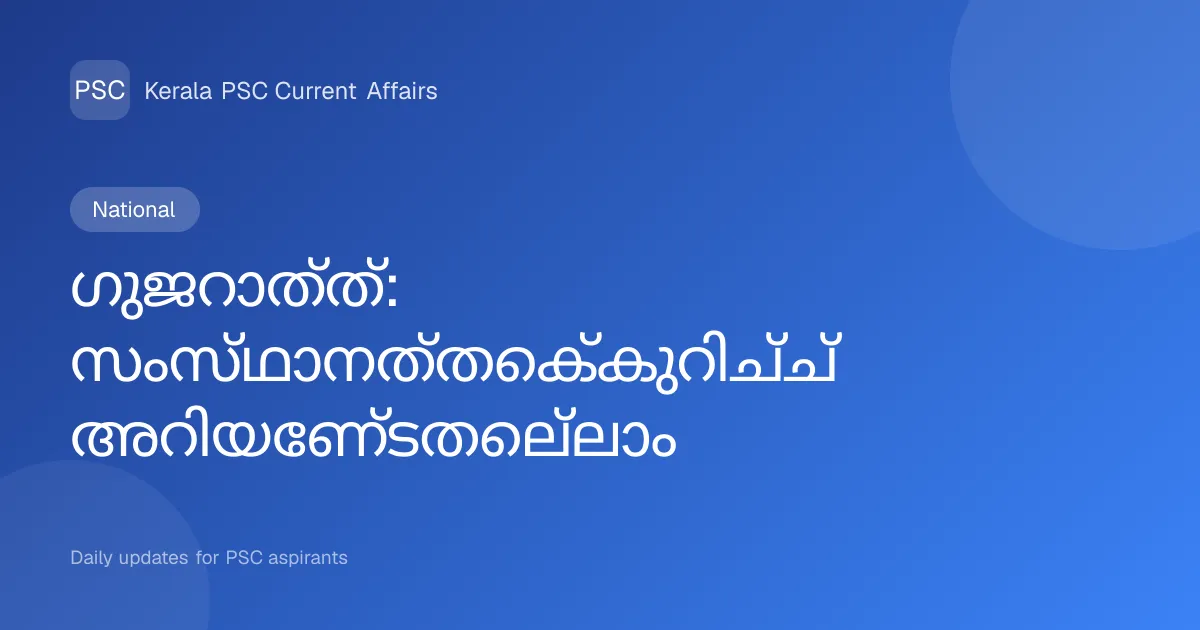 PSC
Kerala PSC Current Affairs
National
ഗുജറാത്ത്:
സംസ്ഥാനത്തെക്കുറിച്ച്
അറിയേണ്ടതെല്ലാം
Daily updates for PSC aspirants